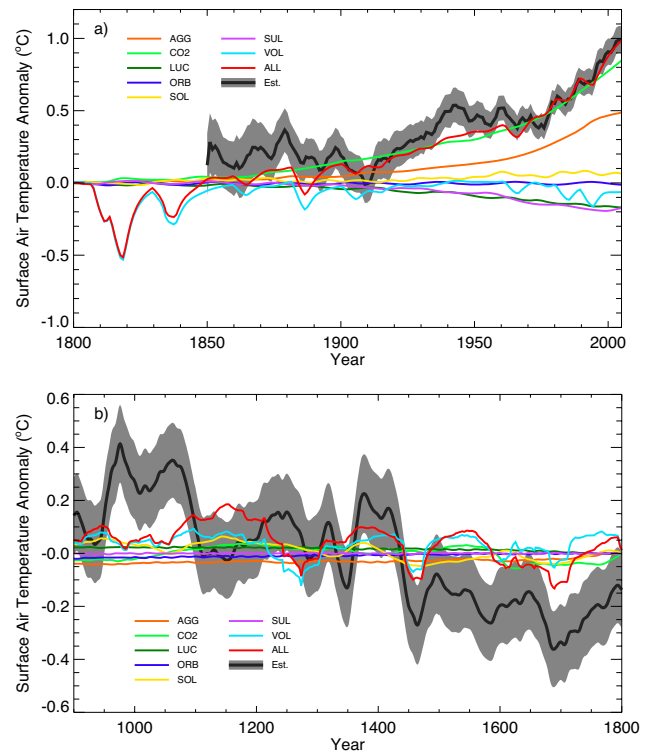 a)
AGG
CO2
LUC
ORB
SOL
SUL
VOL
ALL
Est.
1.0
0.5
0.0
-0.5
-1.0
Surface Air Temperature Anomaly (°C)
1800 1850 1900 1950 2000
Year
b)
0.6
0.4
0.2
-0.0
-0.2
-0.4
-0.6
Surface Air Temperature Anomaly (°C)
AGG
CO2
LUC
ORB
SOL
SUL
VOL
ALL
Est.
1000 1200 1400 1600 1800
Year